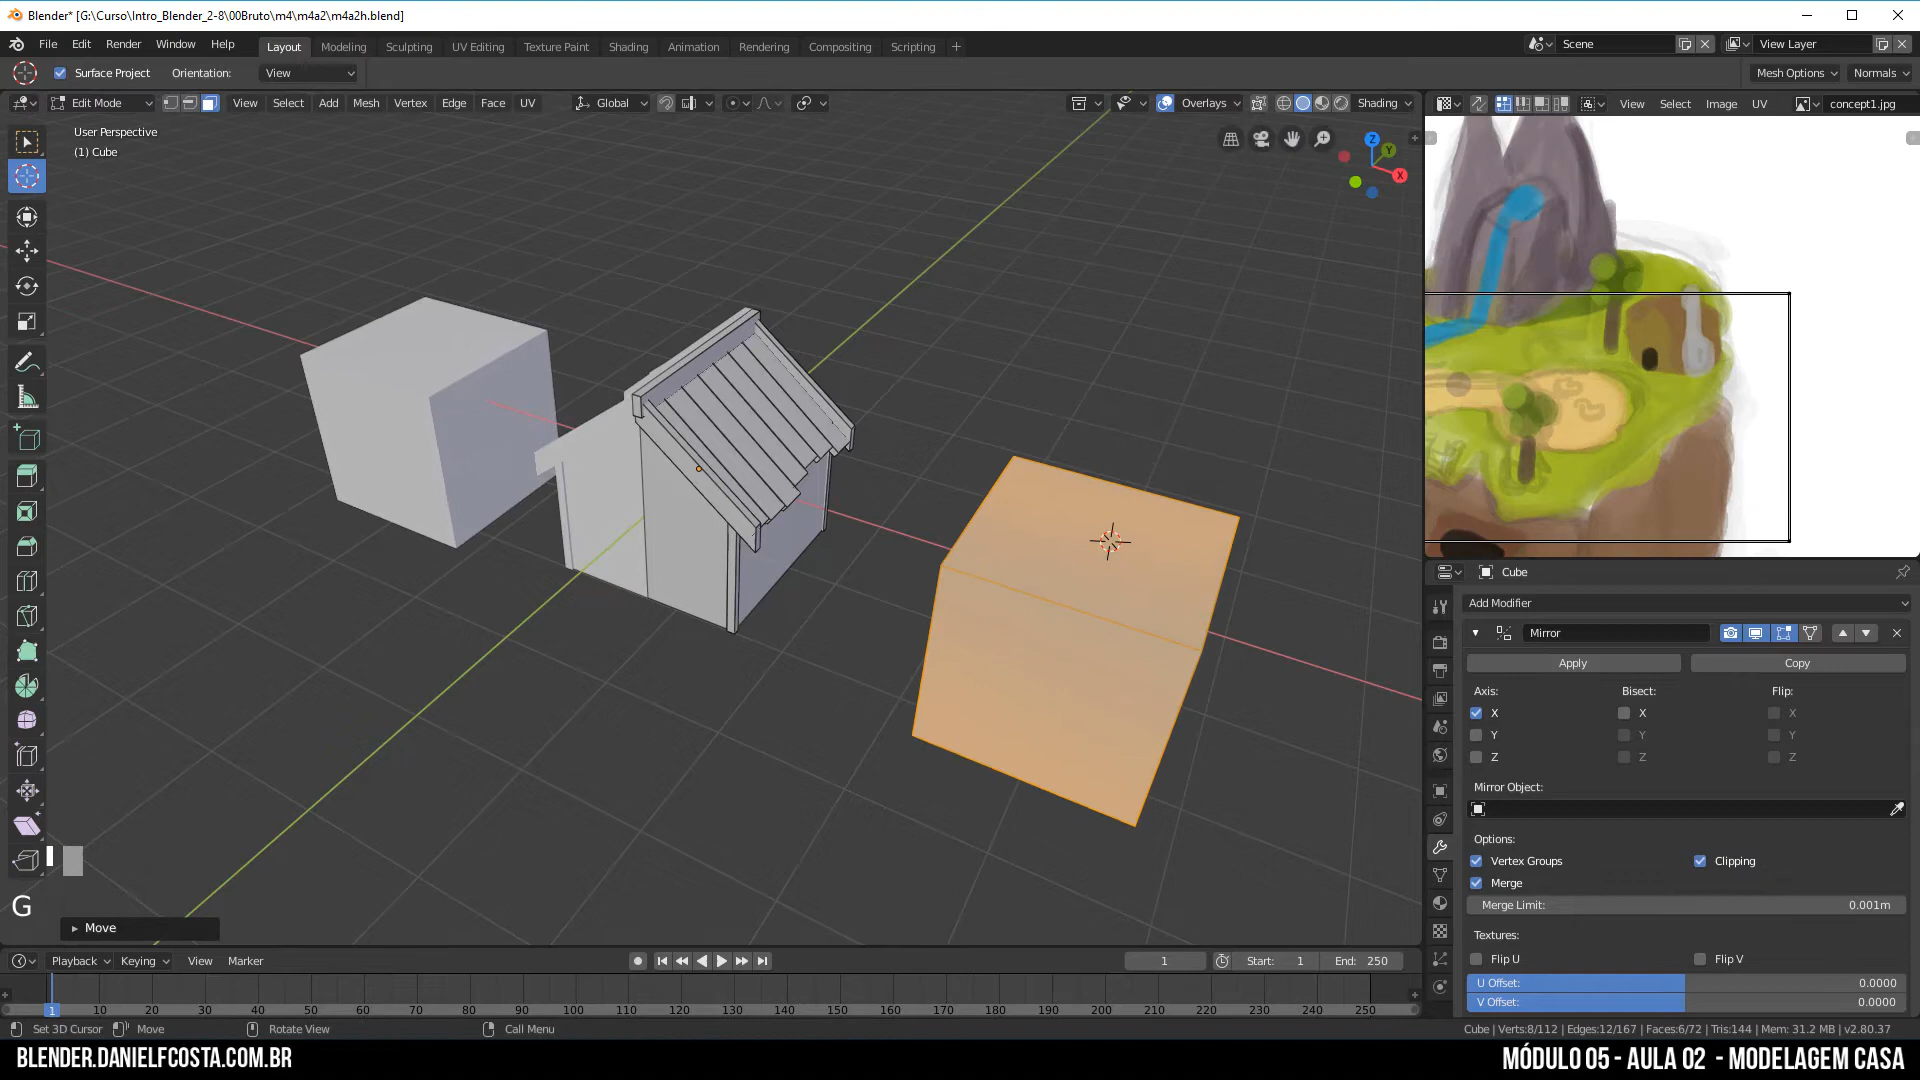 Blender* [G:\Curso\Intro_Blender_2-8\00Bruto\m4\m4a2\m4a2h.blend]
File Edit Render Window Help Layout Modeling Sculpting UV Editing Texture Paint Shading Animation Rendering Compositing Scripting + Scene View Layer
Surface Project Orientation: View Mesh Options Normals
Edit Mode View Select Add Mesh Vertex Edge Face UV Global Overlays Shading
View Select Image UV concept1.jpg
User Perspective
(1) Cube
Z
Y
X
Cube
Add Modifier
Mirror
Apply Copy
Axis: Bisect: Flip:
X X X
Y Y Y
Z Z Z
Mirror Object:
Options:
Vertex Groups Clipping
Merge
Merge Limit: 0.001m
Textures:
Flip U Flip V
U Offset: 0.0000
V Offset: 0.0000
G
Move
Playback Keying View Marker 1 Start: 1 End: 250
1 10 20 30 40 50 60 70 80 90 100 110 120 130 140 150 160 170 180 190 200 210 220 230 240 250
Set 3D Cursor Move Rotate View Call Menu
Cube | Verts:8/112 | Edges:12/167 | Faces:6/72 | Tris:144 | Mem: 31.2 MB | v2.80.37
BLENDER.DANIELFCOSTA.COM.BR
MÓDULO 05 - AULA 02 - MODELAGEM CASA